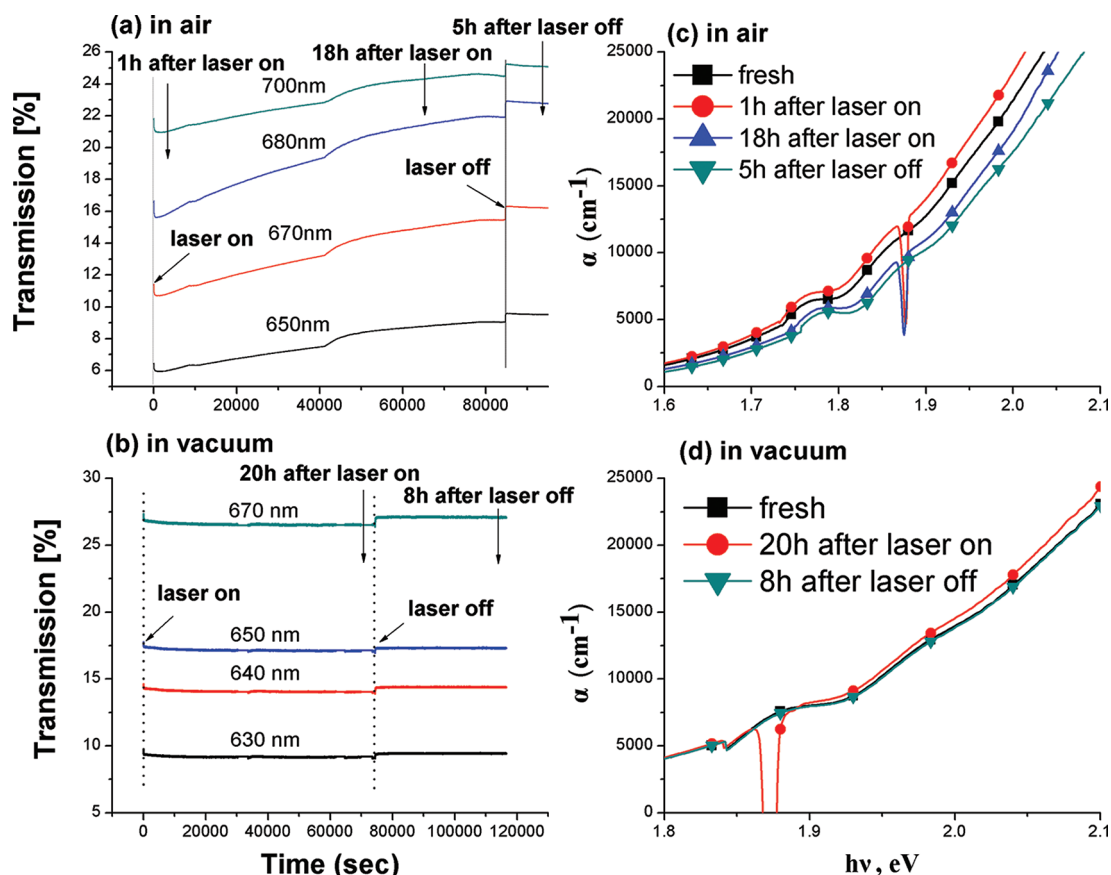 (a) in air
5h after laser off
26
1h after laser on
18h after laser on
24
700nm
22
680nm
20
18
laser off
16
laser on
14
670nm
12
10
650nm
8
6
0 20000 40000 60000 80000
Transmission [%]
(c) in air
25000
fresh
1h after laser on
20000
18h after laser on
5h after laser off
15000
10000
5000
0
1.6 1.7 1.8 1.9 2.0 2.1
α (cm-1)
(b) in vacuum
30
20h after laser on
8h after laser off
670 nm
25
20
laser on
laser off
650 nm
15
640 nm
10
630 nm
5
0 20000 40000 60000 80000 100000 120000
Transmission [%]
Time (sec)
(d) in vacuum
25000
fresh
20h after laser on
20000
8h after laser off
15000
10000
5000
0
1.8 1.9 2.0 2.1
α (cm-1)
hν, eV